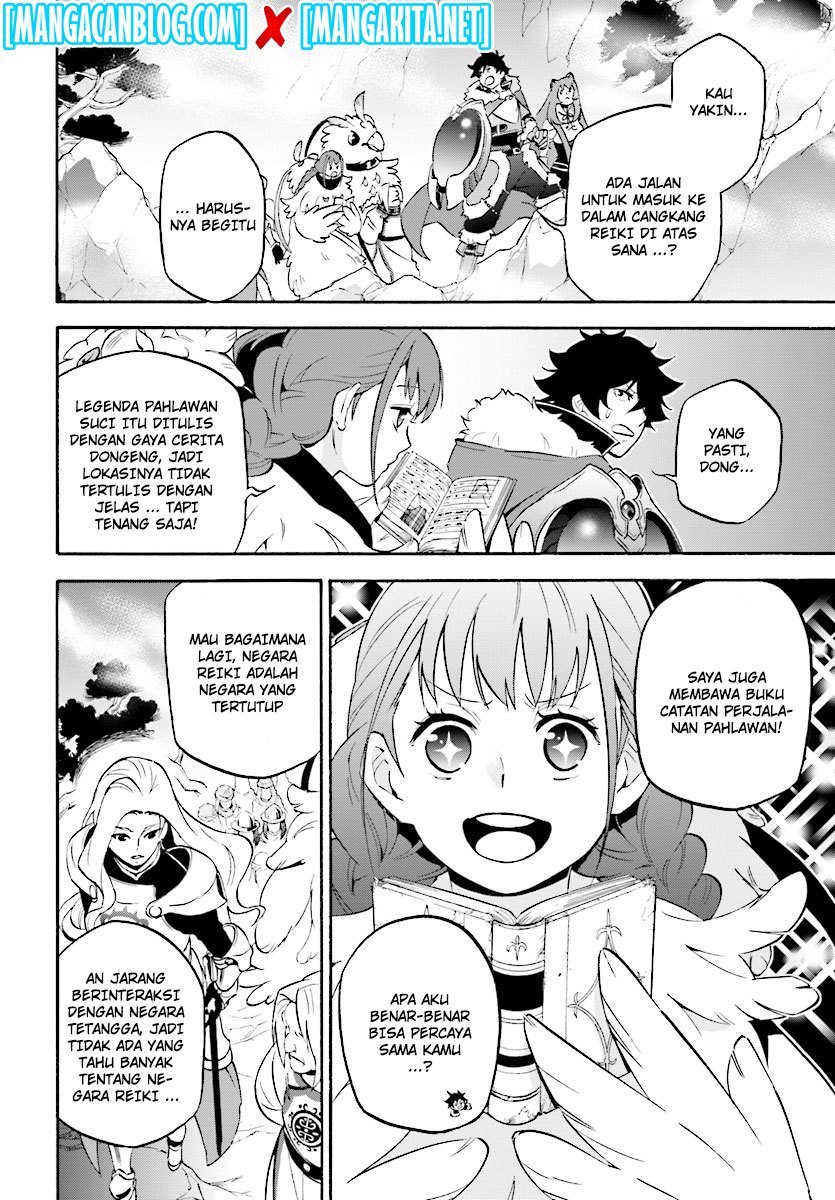 [MANGACANBLOG.COM] X [MANGAKITA.NET]
KAU
YAKIN...
ADA JALAN
UNTUK MASUK KE
DALAM CANGKANG
REIKI DI ATAS
SANA ...?
... HARUS-
NYA BEGITU
YANG
PASTI,
DONG...
LEGENDA PAHLAWAN
SUCI ITU DITULIS
DENGAN GAYA CERITA
DONGENG, JADI
LOKASINYA TIDAK
TERTULIS DENGAN
JELAS ... TAPI
TENANG SAJA!
SAYA JUGA
MEMBAWA BUKU
CATATAN PERJALA-
NAN PAHLAWAN!
APA AKU
BENAR-BENAR
BISA PERCAYA
SAMA KAMU
...?
MAU BAGAIMANA
LAGI, NEGARA
REIKI ADALAH
NEGARA YANG
TERTUTUP
AN JARANG
BERINTERAKSI
DENGAN NEGARA
TETANGGA, JADI
TIDAK ADA YANG
TAHU BANYAK
TENTANG NE-
GARA REIKI ...